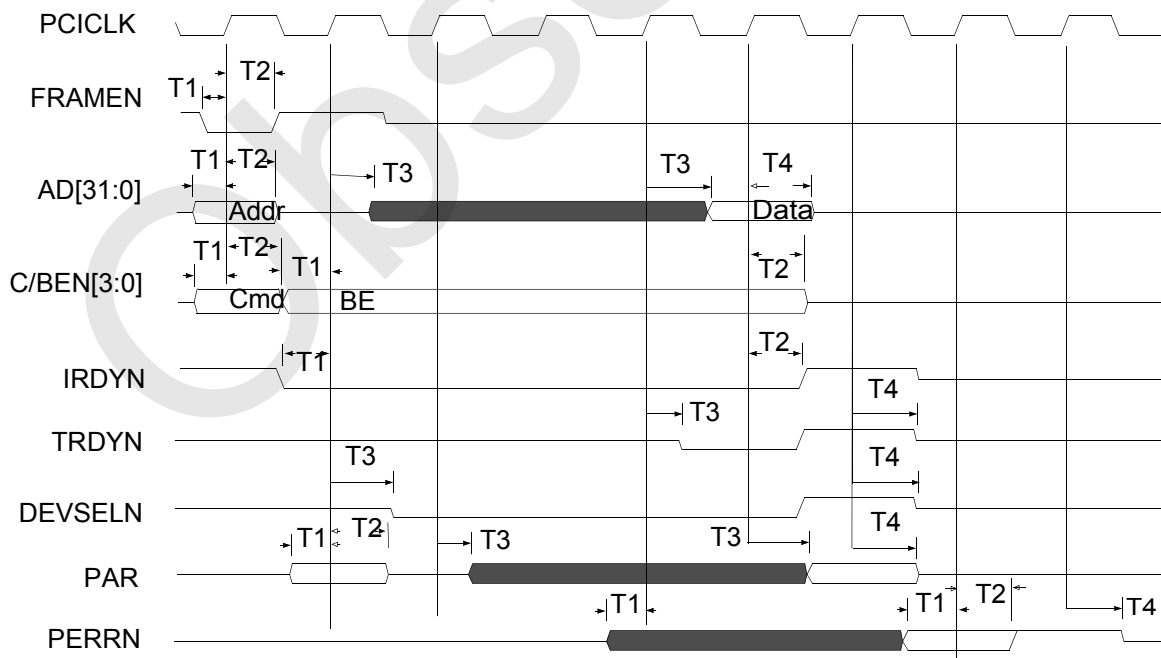 Obso
PCICLK
T2
T1
FRAMEN
T1 T2 T3 T3 T4
AD[31:0]
Addr Data
T1 T2 T1 T2
C/BEN[3:0]
Cmd BE
T1 T2
IRDYN
T3 T4
TRDYN
T3 T4
DEVSELN
T1 T2 T3 T3 T4
PAR
T1 T1 T2 T4
PERRN